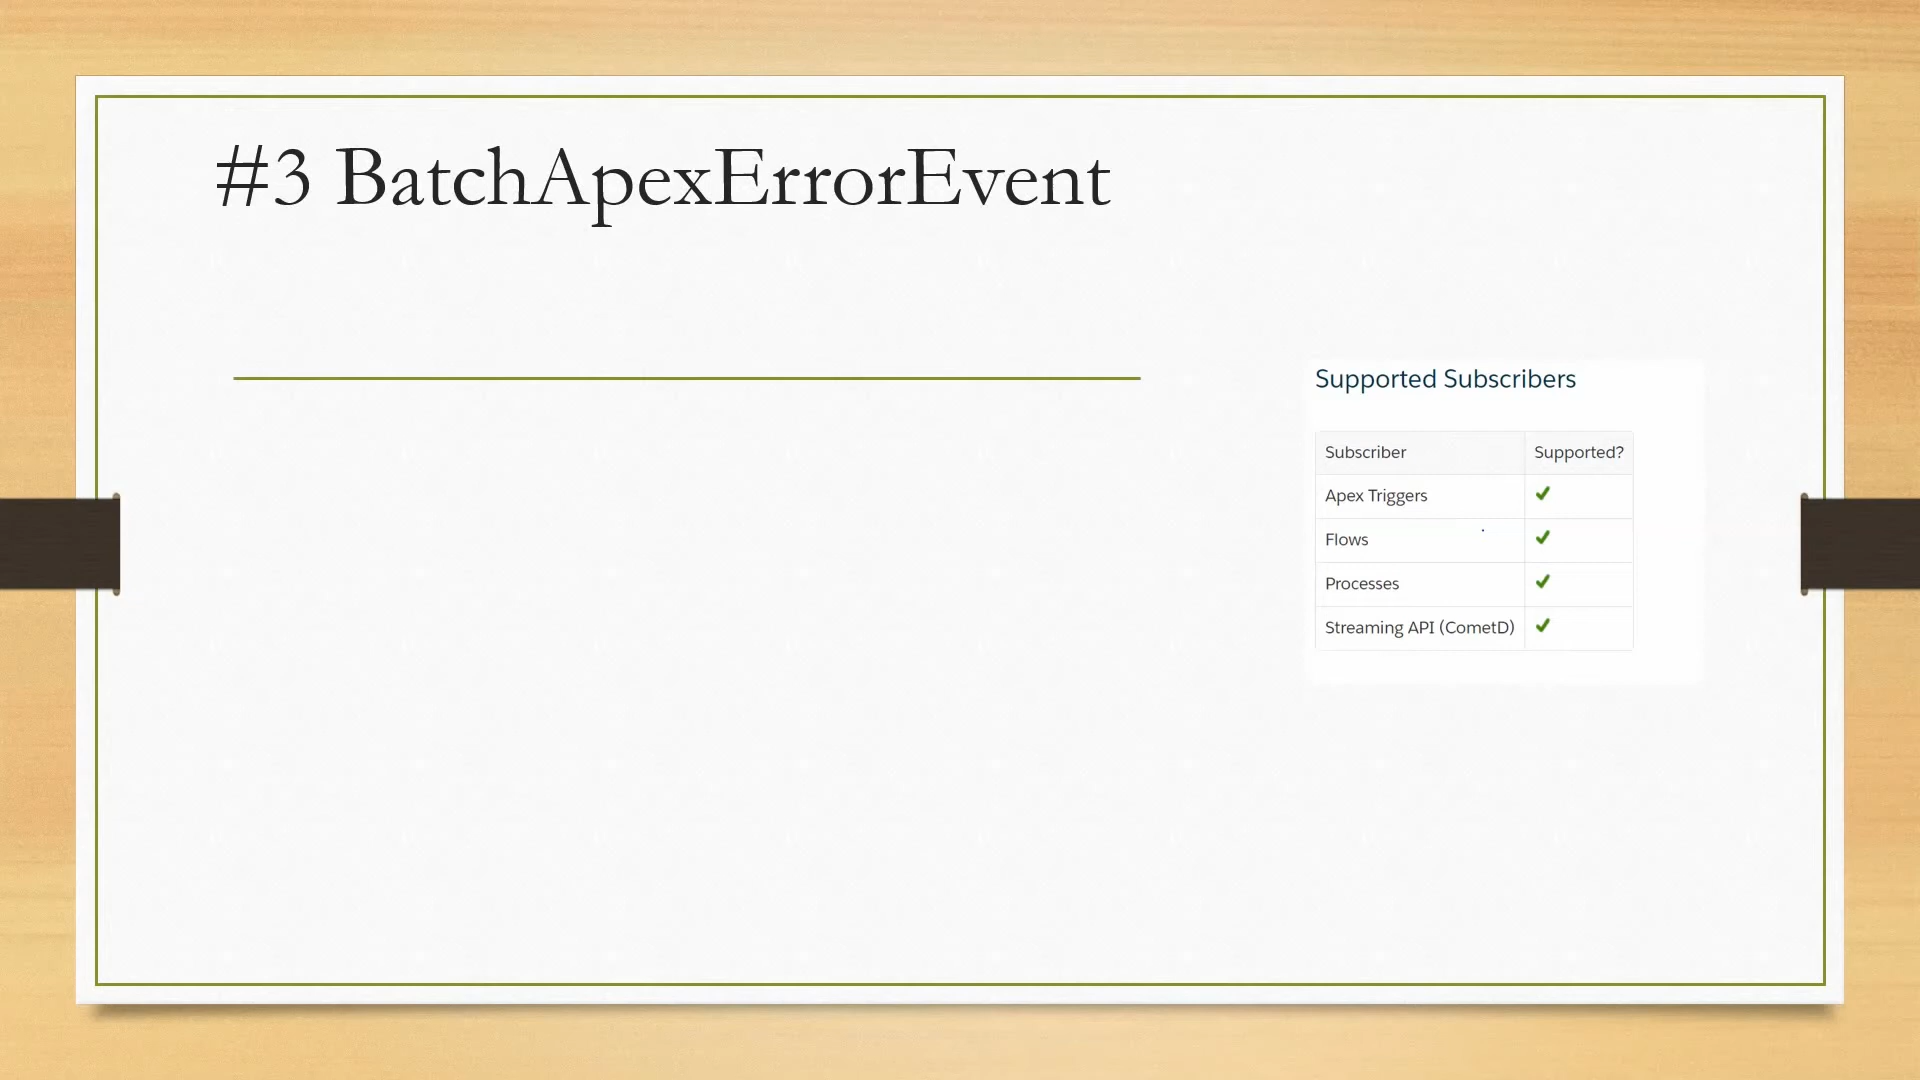 #3 BatchApexErrorEvent
Supported Subscribers
Subscriber Supported?
Apex Triggers ✔
Flows ✔
Processes ✔
Streaming API (CometD) ✔